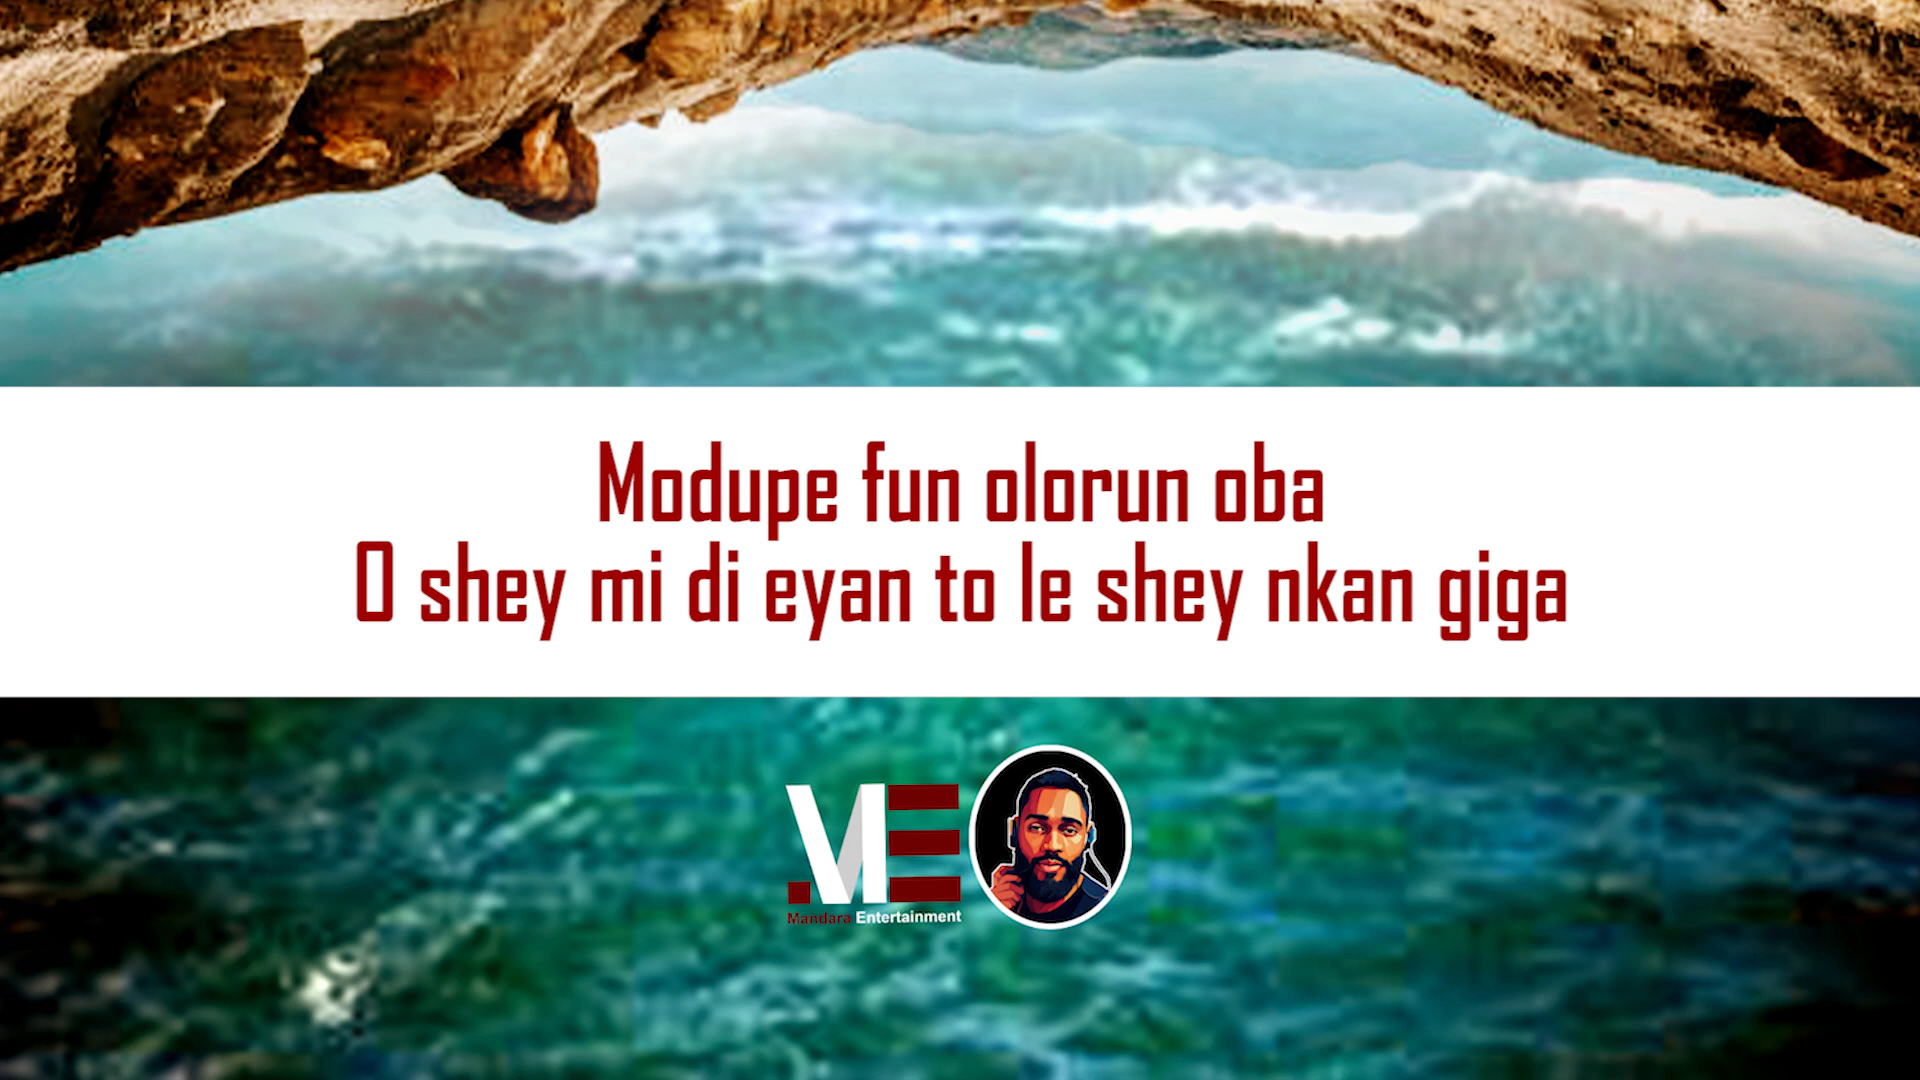 Modupe fun olorun oba
O shey mi di eyan to le shey nkan giga
Mandara Entertainment